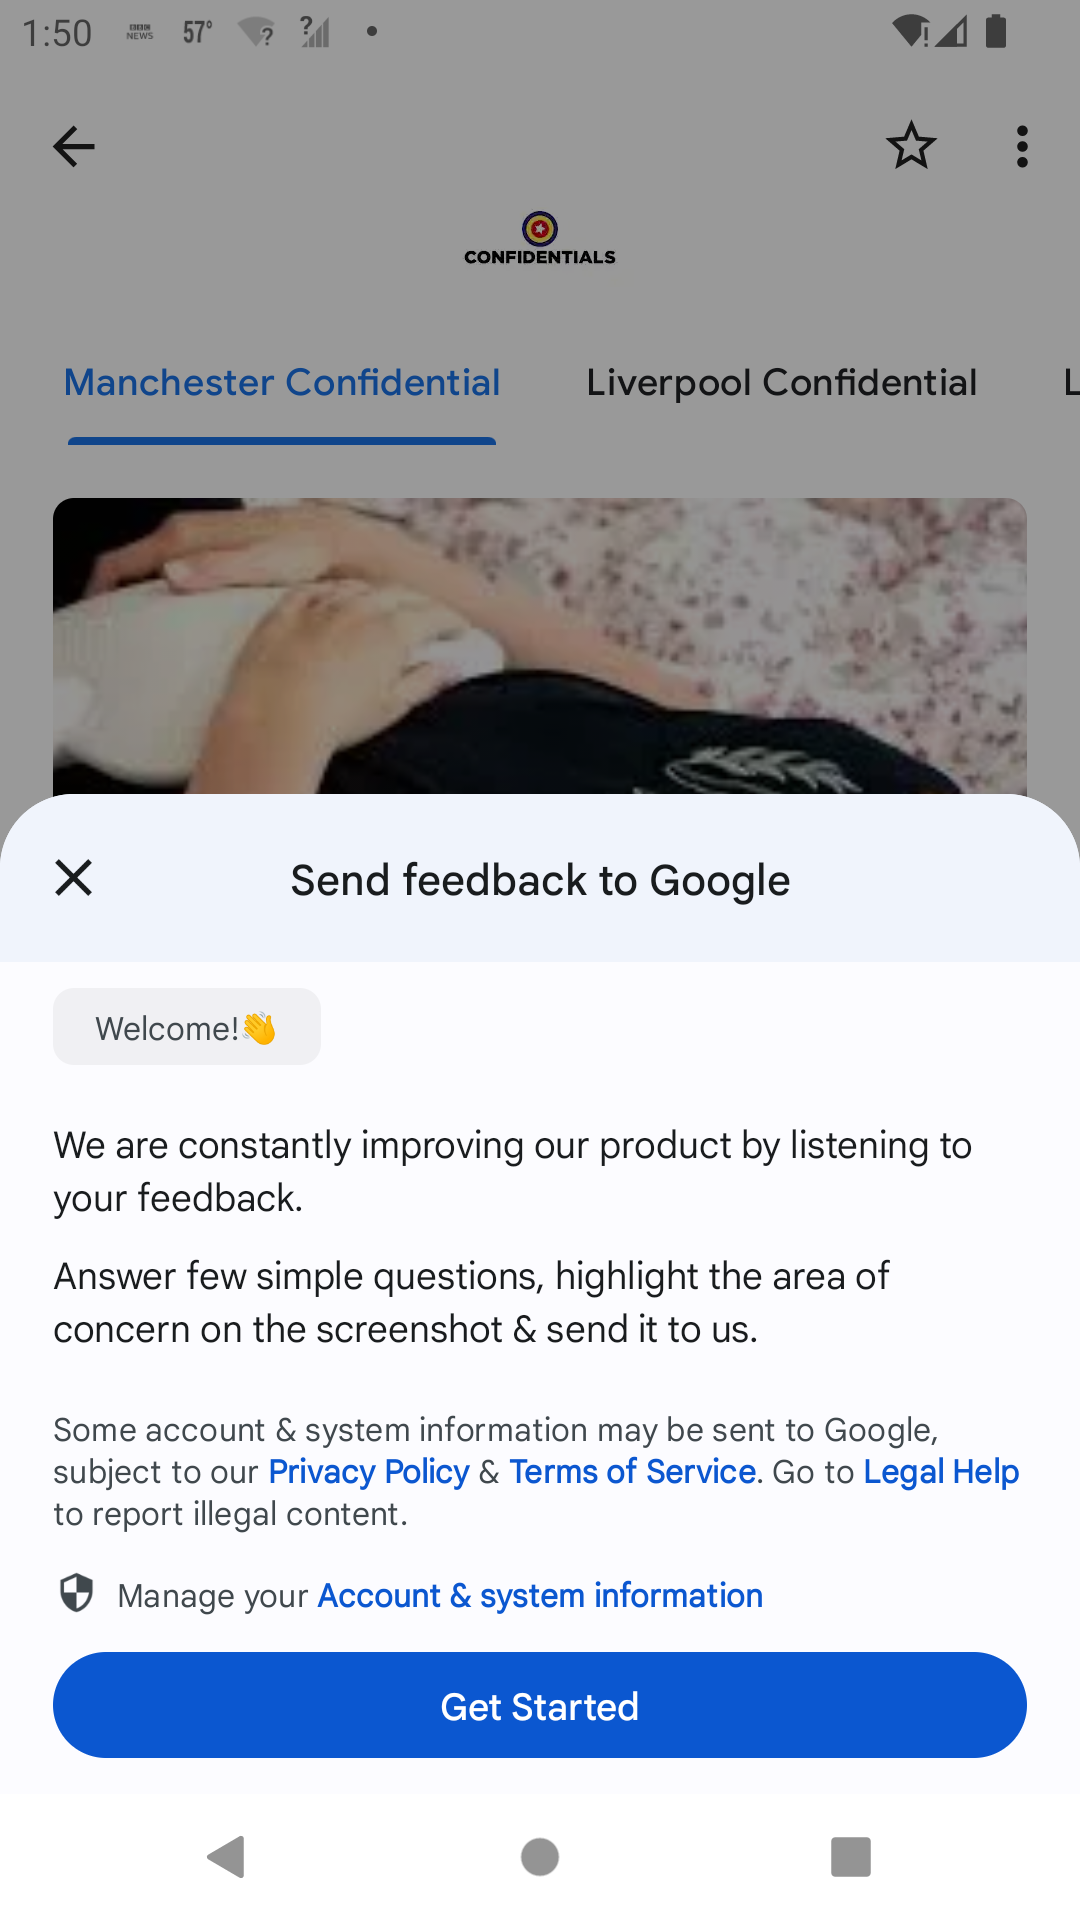 1:50
BBC
NEWS
57°
CONFIDENTIALS
Manchester Confidential
Liverpool Confidential
L
Send feedback to Google
Welcome!👋
We are constantly improving our product by listening to
your feedback.
Answer few simple questions, highlight the area of
concern on the screenshot & send it to us.
Some account & system information may be sent to Google,
subject to our Privacy Policy & Terms of Service. Go to Legal Help
to report illegal content.
Manage your Account & system information
Get Started